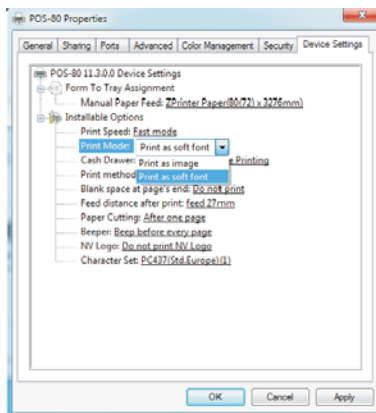 POS-80 Properties
General Sharing Ports Advanced Color Management Security Device Settings
POS-80 11.3.0.0 Device Settings
Form To Tray Assignment
Manual Paper Feed: ZPrinter Paper(80(72) x 3276mm)
Installable Options
Print Speed: Fast mode
Print Mode: Print as soft font
Cash Drawer Printing
Print as image
Print method
Print as soft font
Blank space at page's end: Do not print
Feed distance after print: feed 27mm
Paper Cutting: After one page
Beeper: Beep before every page
NV Logo: Do not print NV Logo
Character Set: PC437(Std.Europe)(1)
OK Cancel Apply